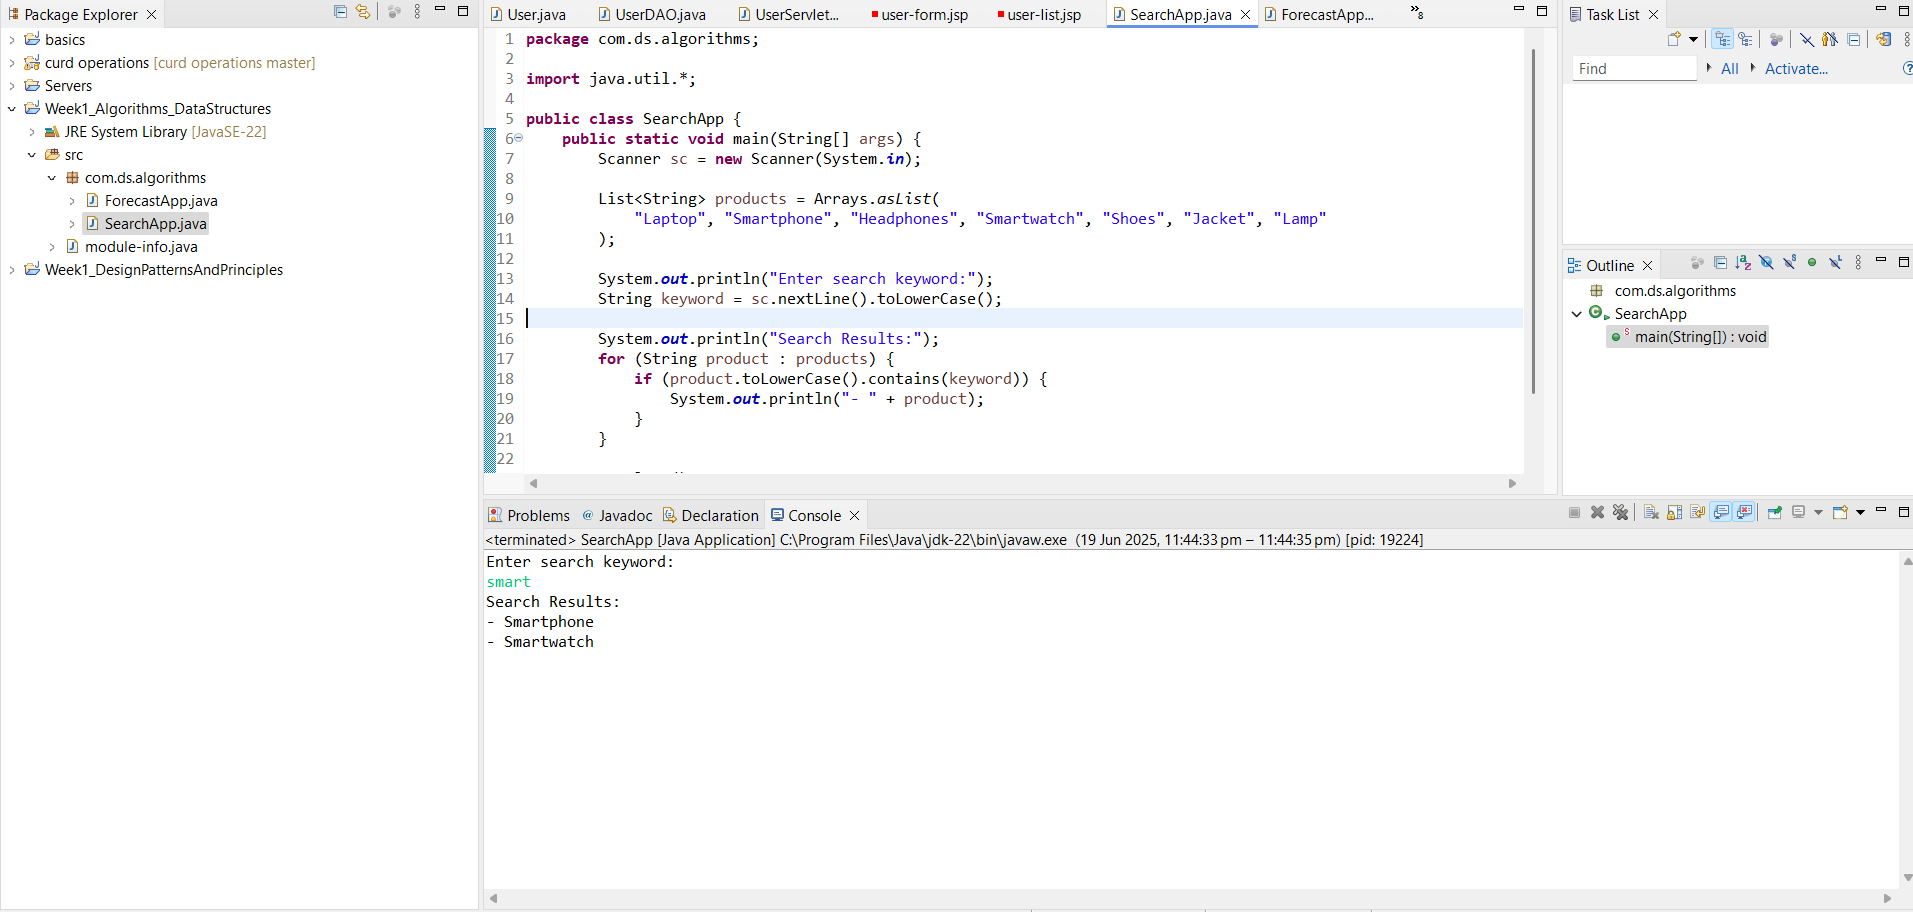 Package Explorer
basics
curd operations [curd operations master]
Servers
Week1_Algorithms_DataStructures
JRE System Library [JavaSE-22]
src
com.ds.algorithms
ForecastApp.java
SearchApp.java
module-info.java
Week1_DesignPatternsAndPrinciples
User.java UserDAO.java UserServlet... user-form.jsp user-list.jsp SearchApp.java ForecastApp... »8
1 package com.ds.algorithms;
2
3 import java.util.*;
4
5 public class SearchApp {
6 public static void main(String[] args) {
7 Scanner sc = new Scanner(System.in);
8
9 List<String> products = Arrays.asList(
10 "Laptop", "Smartphone", "Headphones", "Smartwatch", "Shoes", "Jacket", "Lamp"
11 );
12
13 System.out.println("Enter search keyword:");
14 String keyword = sc.nextLine().toLowerCase();
15
16 System.out.println("Search Results:");
17 for (String product : products) {
18 if (product.toLowerCase().contains(keyword)) {
19 System.out.println("- " + product);
20 }
21 }
22
Problems @ Javadoc Declaration Console
<terminated> SearchApp [Java Application] C:\Program Files\Java\jdk-22\bin\javaw.exe (19 Jun 2025, 11:44:33 pm – 11:44:35 pm) [pid: 19224]
Enter search keyword:
smart
Search Results:
- Smartphone
- Smartwatch
Task List
Find All Activate...
Outline
com.ds.algorithms
SearchApp
main(String[]) : void